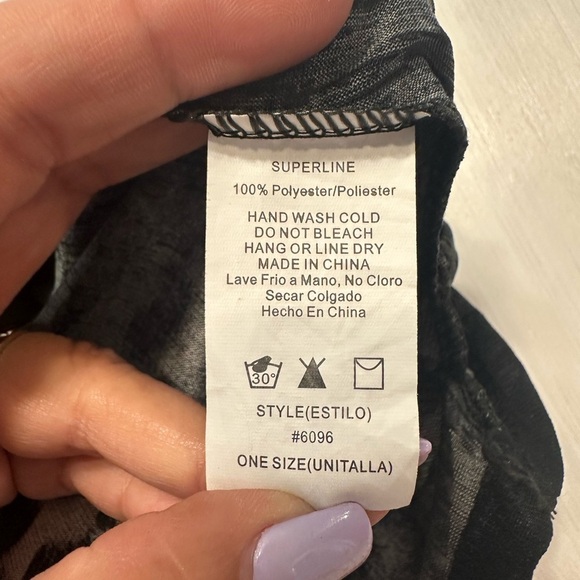 SUPERLINE
100% Polyester/Poliester
HAND WASH COLD
DO NOT BLEACH
HANG OR LINE DRY
MADE IN CHINA
Lave Frio a Mano, No Cloro
Secar Colgado
Hecho En China
30°
STYLE(ESTILO)
#6096
ONE SIZE(UNITALLA)